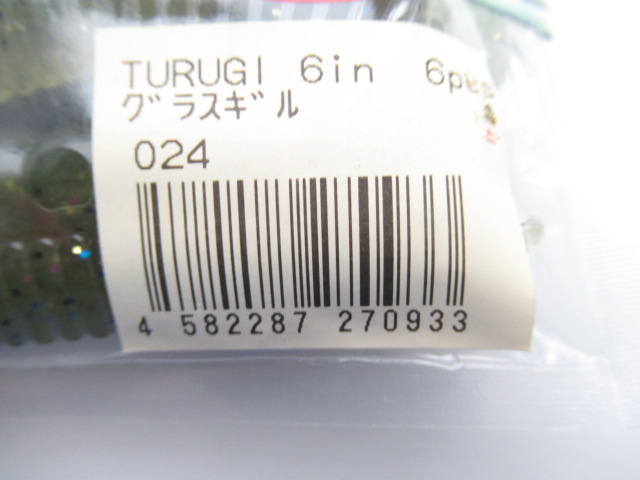 TURUGI 6in 6pcs
ｸﾞﾗｽｷﾞﾙ
024
4 582287 270933